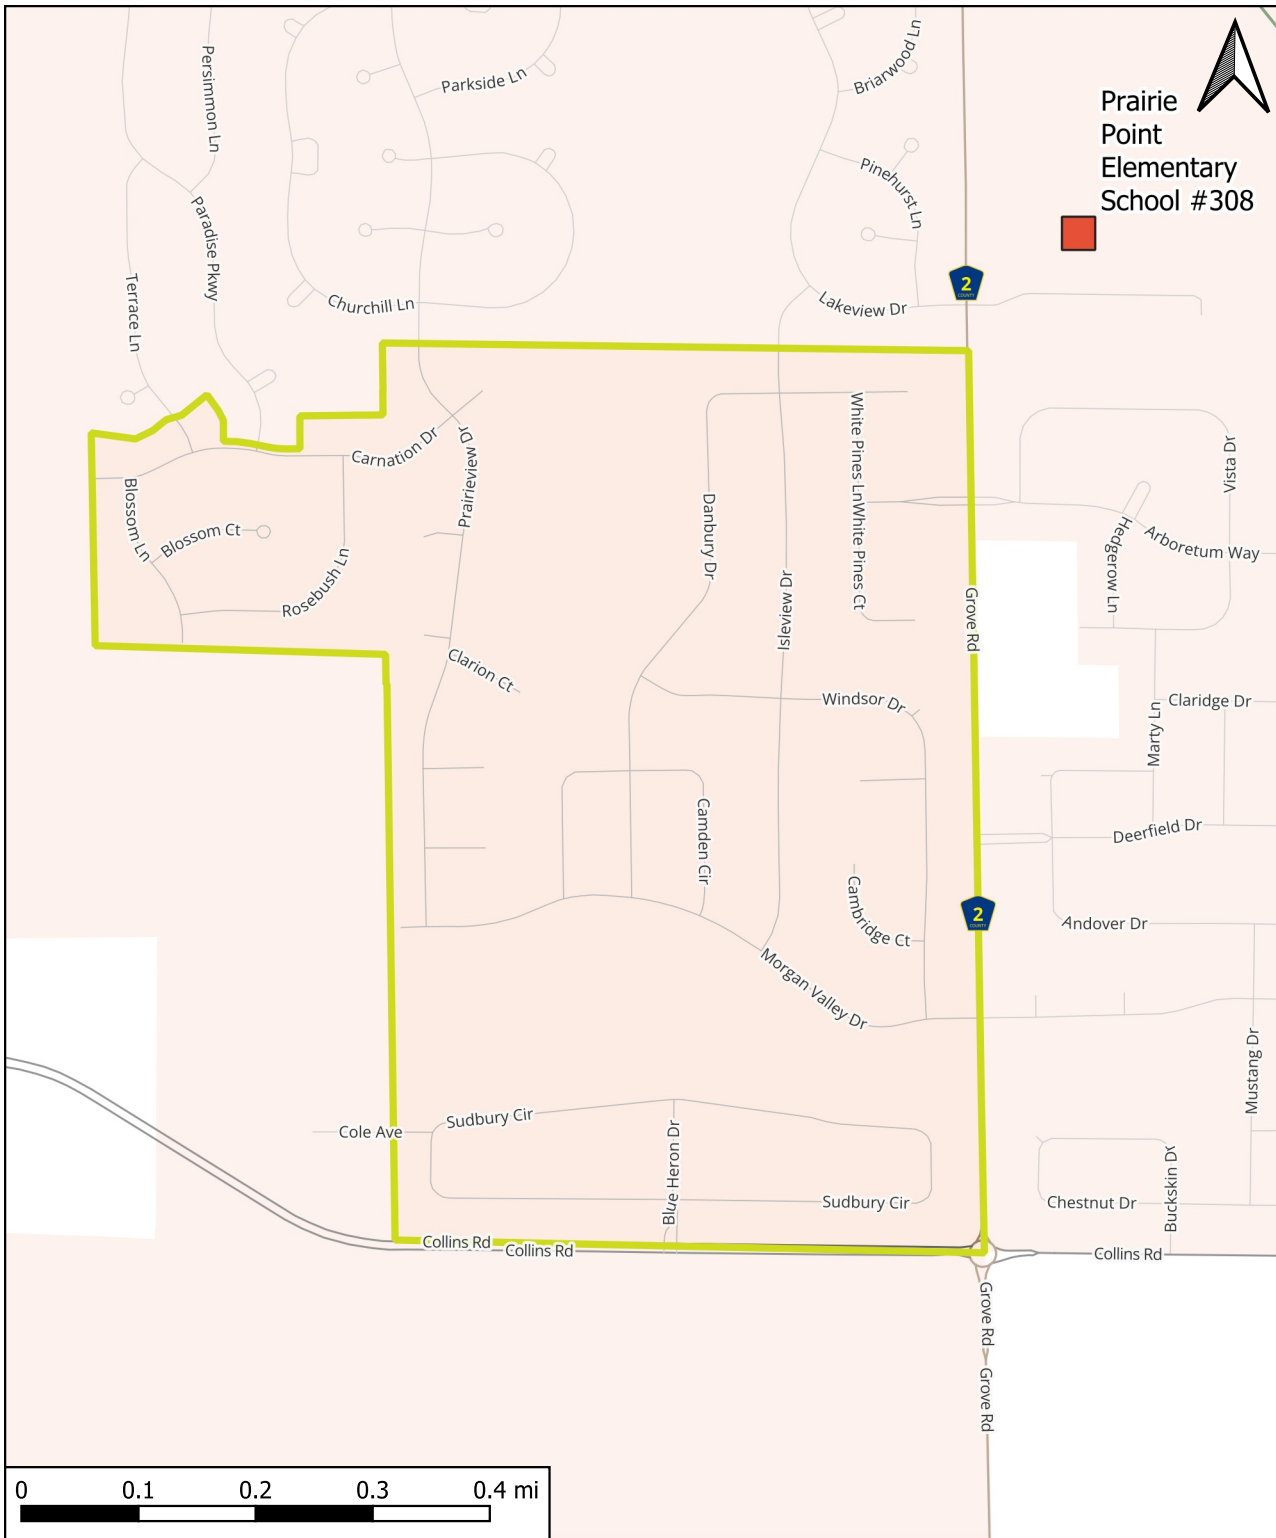 Persimmon Ln
Parkside Ln
Briarwood Ln
Prairie
Point
Elementary
School #308
Pinehurst Ln
Paradise Pkwy
Terrace Ln
Churchill Ln
Lakeview Dr
2
COUNTY
Carnation Dr
Prairieview Dr
White Pines Ln
White Pines Ct
Vista Dr
Blossom Ln
Blossom Ct
Rosebush Ln
Danbury Dr
Isleview Dr
Grove Rd
Hedgerow Ln
Arboretum Way
Clarion Ct
Windsor Dr
Claridge Dr
Marty Ln
Camden Cir
Deerfield Dr
Cambridge Ct
2
COUNTY
Andover Dr
Morgan Valley Dr
Mustang Dr
Cole Ave
Sudbury Cir
Blue Heron Dr
Sudbury Cir
Chestnut Dr
Buckskin Dr
Collins Rd
Collins Rd
Collins Rd
Grove Rd
Grove Rd
0 0.1 0.2 0.3 0.4 mi